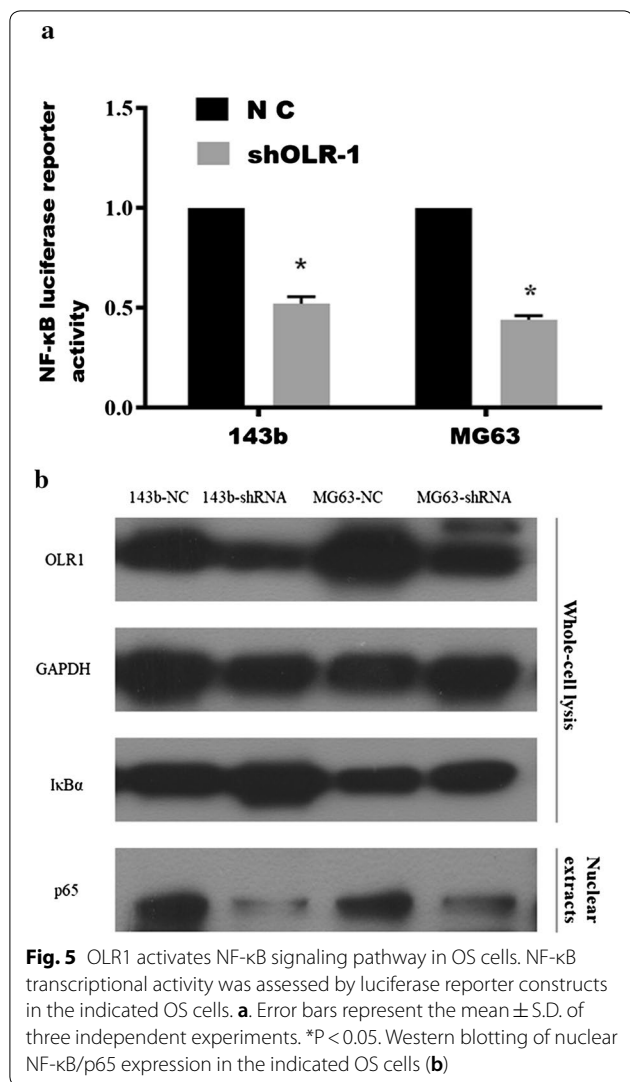 a
NF-κB luciferase reporter
activity
1.5
1.0
0.5
0.0
N C
shOLR-1
*
*
143b
MG63
b
143b-NC 143b-shRNA MG63-NC MG63-shRNA
OLR1
GAPDH
IκBα
p65
Whole-cell lysis
Nuclear
extracts
Fig. 5 OLR1 activates NF-κB signaling pathway in OS cells. NF-κB
transcriptional activity was assessed by luciferase reporter constructs
in the indicated OS cells. a. Error bars represent the mean ± S.D. of
three independent experiments. *P < 0.05. Western blotting of nuclear
NF-κB/p65 expression in the indicated OS cells (b)